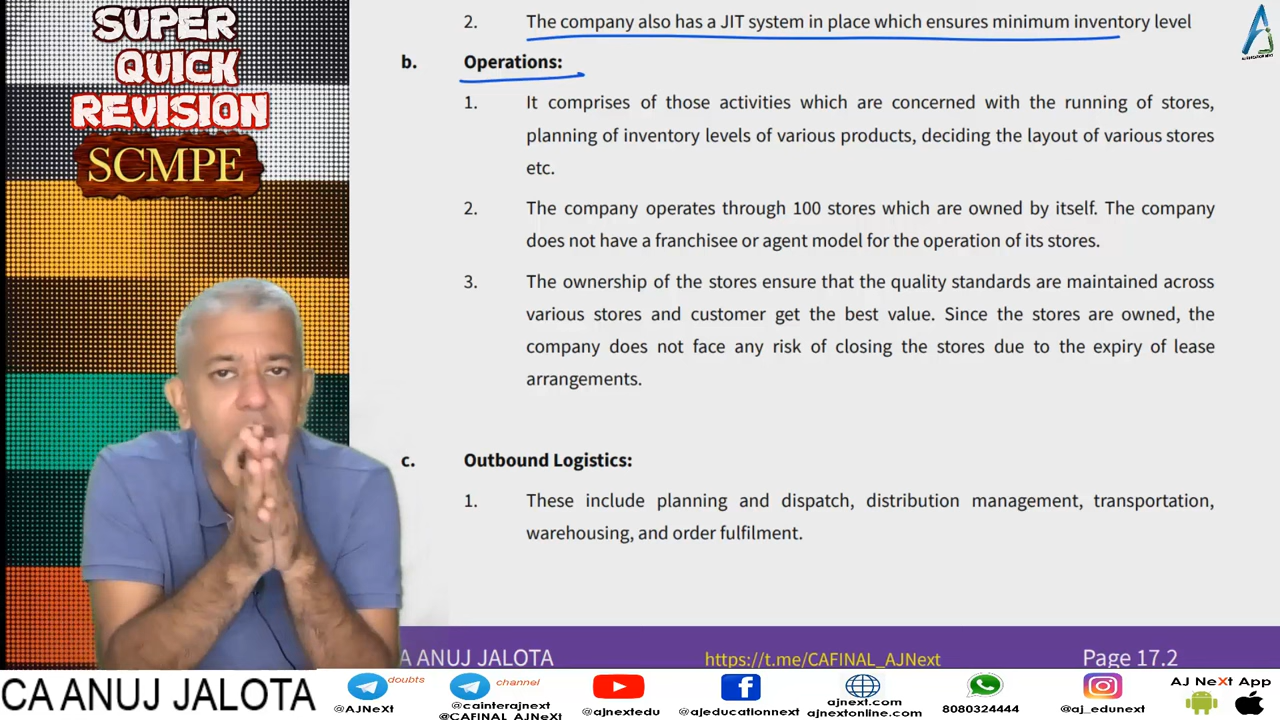 SUPER
QUICK
REVISION
SCMPE
2. The company also has a JIT system in place which ensures minimum inventory level
b. Operations:
1. It comprises of those activities which are concerned with the running of stores,
planning of inventory levels of various products, deciding the layout of various stores
etc.
2. The company operates through 100 stores which are owned by itself. The company
does not have a franchisee or agent model for the operation of its stores.
3. The ownership of the stores ensure that the quality standards are maintained across
various stores and customer get the best value. Since the stores are owned, the
company does not face any risk of closing the stores due to the expiry of lease
arrangements.
c. Outbound Logistics:
1. These include planning and dispatch, distribution management, transportation,
warehousing, and order fulfilment.
A ANUJ JALOTA https://t.me/CAFINAL_AJNext Page 17.2
CA ANUJ JALOTA
doubts
@AJNeXt
channel
@cainterajnext
@CAFINAL_AJNeXt
@ajnextedu
@ajeducationnext
ajnext.com
ajnextonline.com
8080324444
@aj_edunext
AJ NeXt App